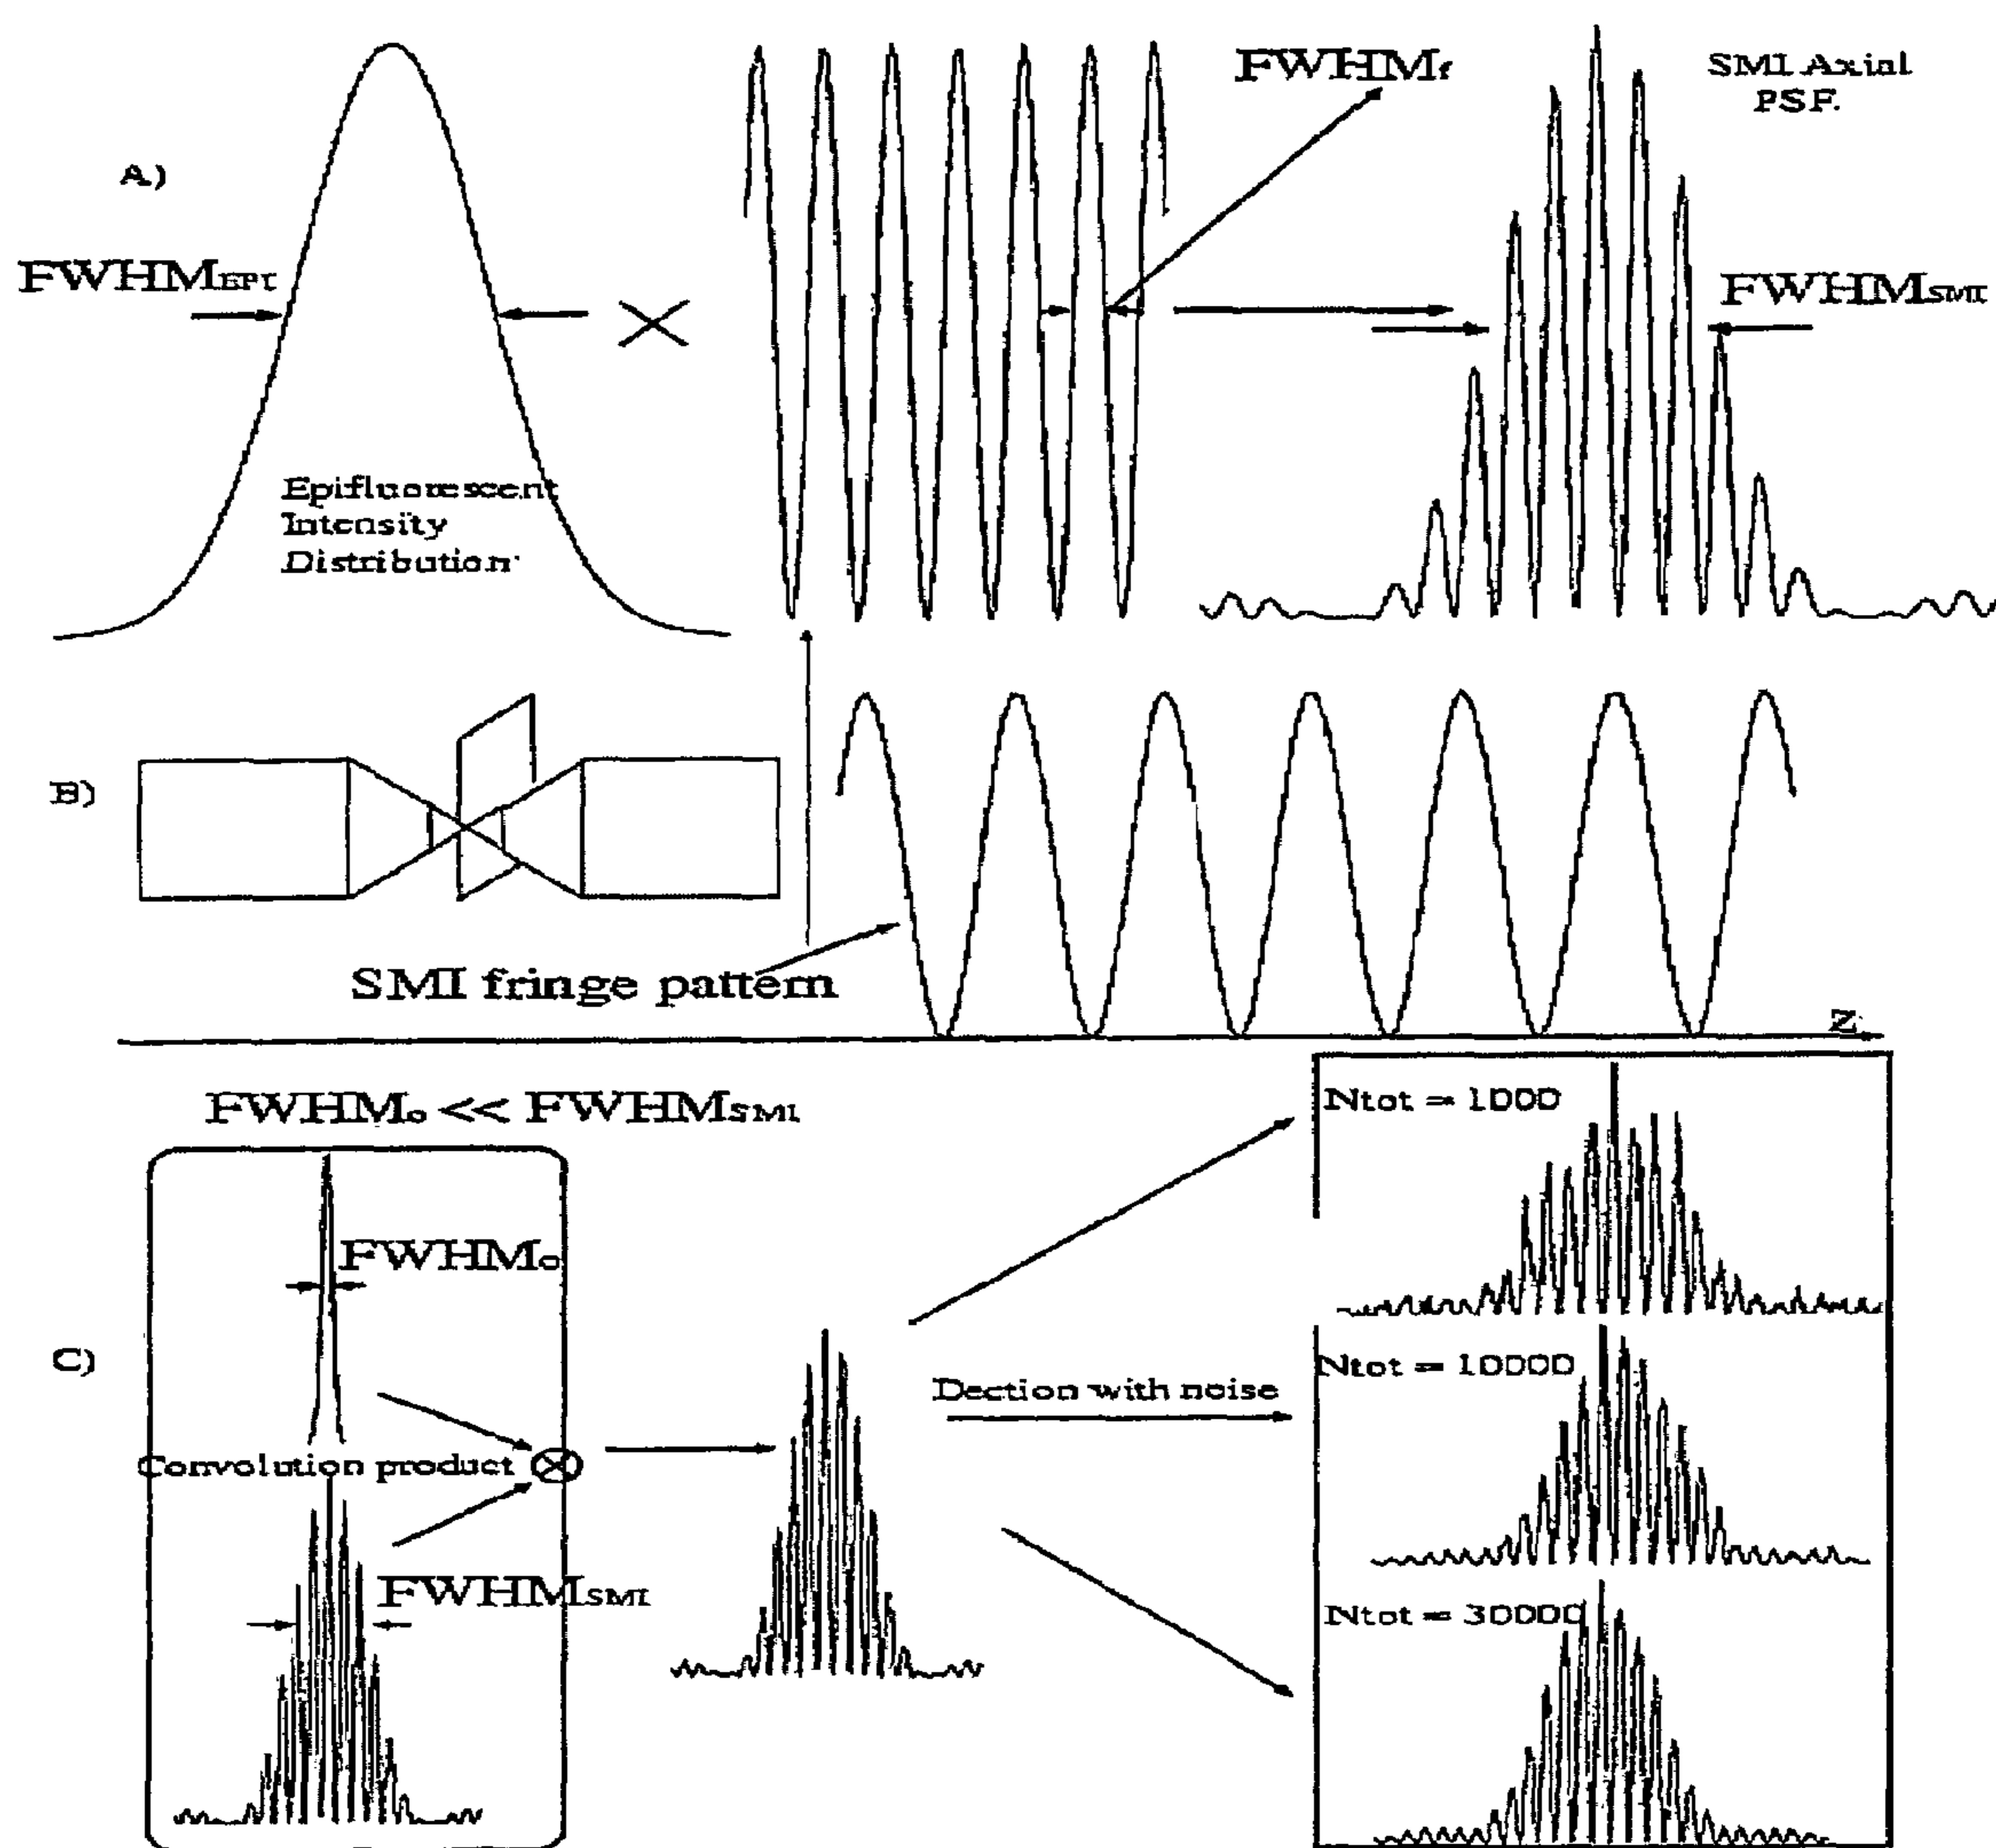 A)
FWHMEPI
Epifluorescent
Intensity
Distribution
FWHMf
SMI Axial
PSF.
FWHMSMI
B)
SMI fringe pattern
Z
FWHMo << FWHMSMI
C)
FWHMo
Convolution product
FWHMSMI
Dection with noise
Ntot = 1000
Ntot = 10000
Ntot = 30000